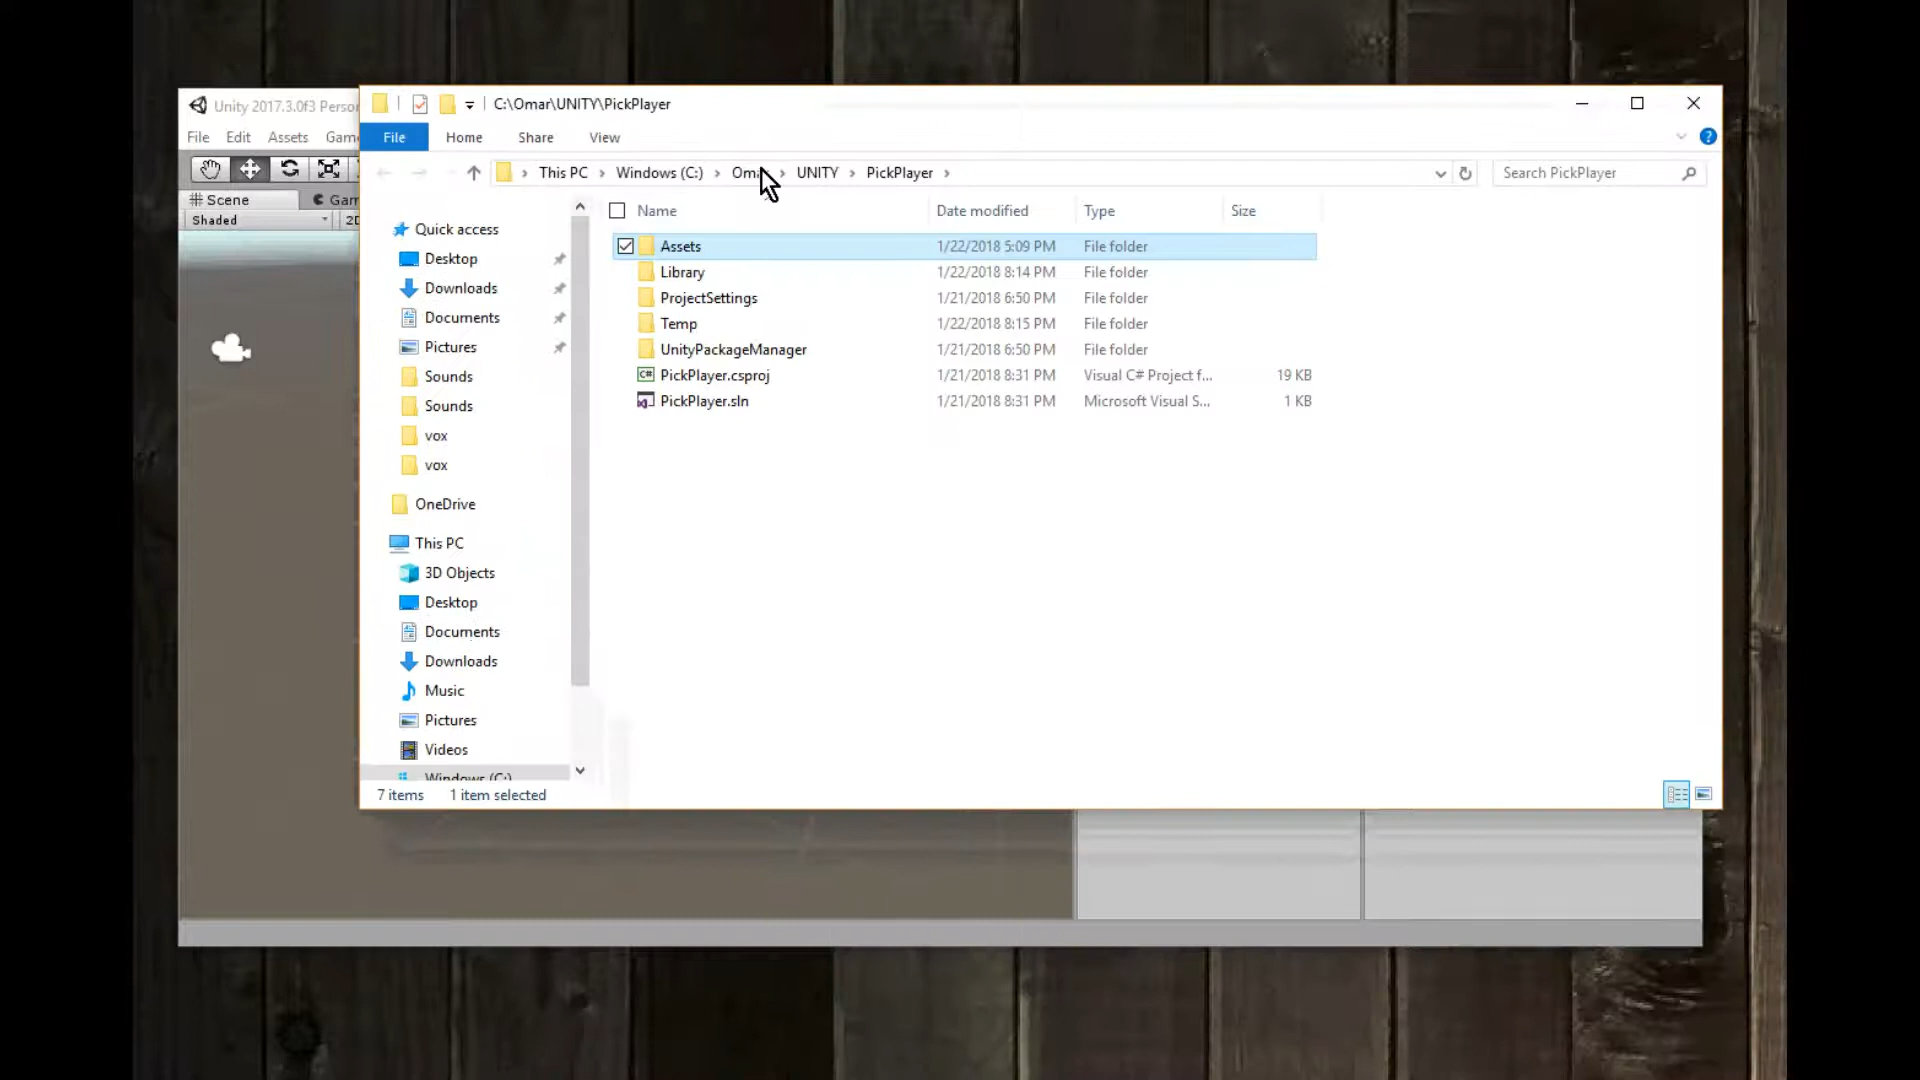 Unity 2017.3.0f3 Perso
File Edit Assets Gam
Scene Gam
Shaded 2D
C:\Omar\UNITY\PickPlayer
File Home Share View
This PC Windows (C:) Omar UNITY PickPlayer
Search PickPlayer
Name Date modified Type Size
Assets 1/22/2018 5:09 PM File folder
Library 1/22/2018 8:14 PM File folder
ProjectSettings 1/21/2018 6:50 PM File folder
Temp 1/22/2018 8:15 PM File folder
UnityPackageManager 1/21/2018 6:50 PM File folder
PickPlayer.csproj 1/21/2018 8:31 PM Visual C# Project f... 19 KB
PickPlayer.sln 1/21/2018 8:31 PM Microsoft Visual S... 1 KB
Quick access
Desktop
Downloads
Documents
Pictures
Sounds
Sounds
vox
vox
OneDrive
This PC
3D Objects
Desktop
Documents
Downloads
Music
Pictures
Videos
Windows (C:)
7 items 1 item selected